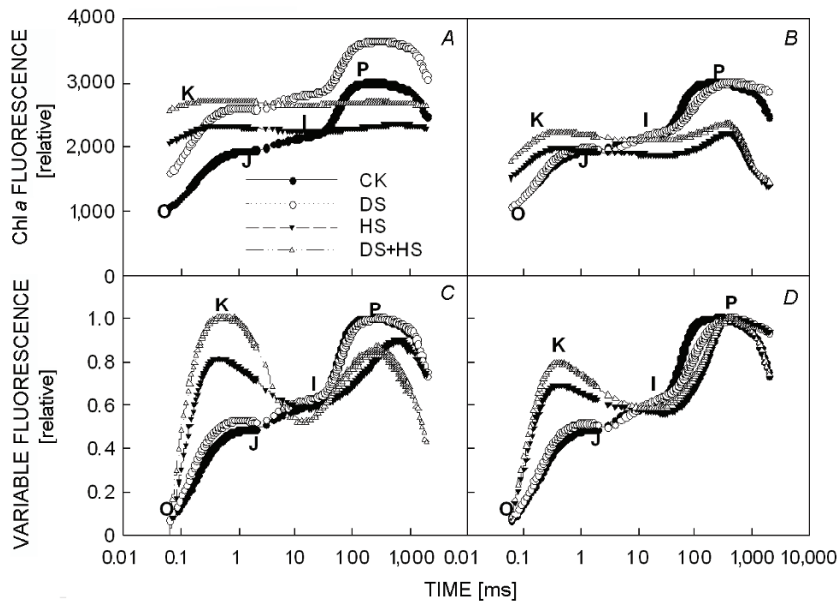 Chl a FLUORESCENCE
[relative]
4,000
3,000
2,000
1,000
0
A
K
P
I
J
O
CK
DS
HS
DS+HS
B
P
I
K
J
O
VARIABLE FLUORESCENCE
[relative]
1.0
0.8
0.6
0.4
0.2
0
C
K
P
I
J
O
D
P
K
I
J
O
0.01 0.1 1 10 100 1,000 0.01 0.1 1 10 100 1,000 10,000
TIME [ms]